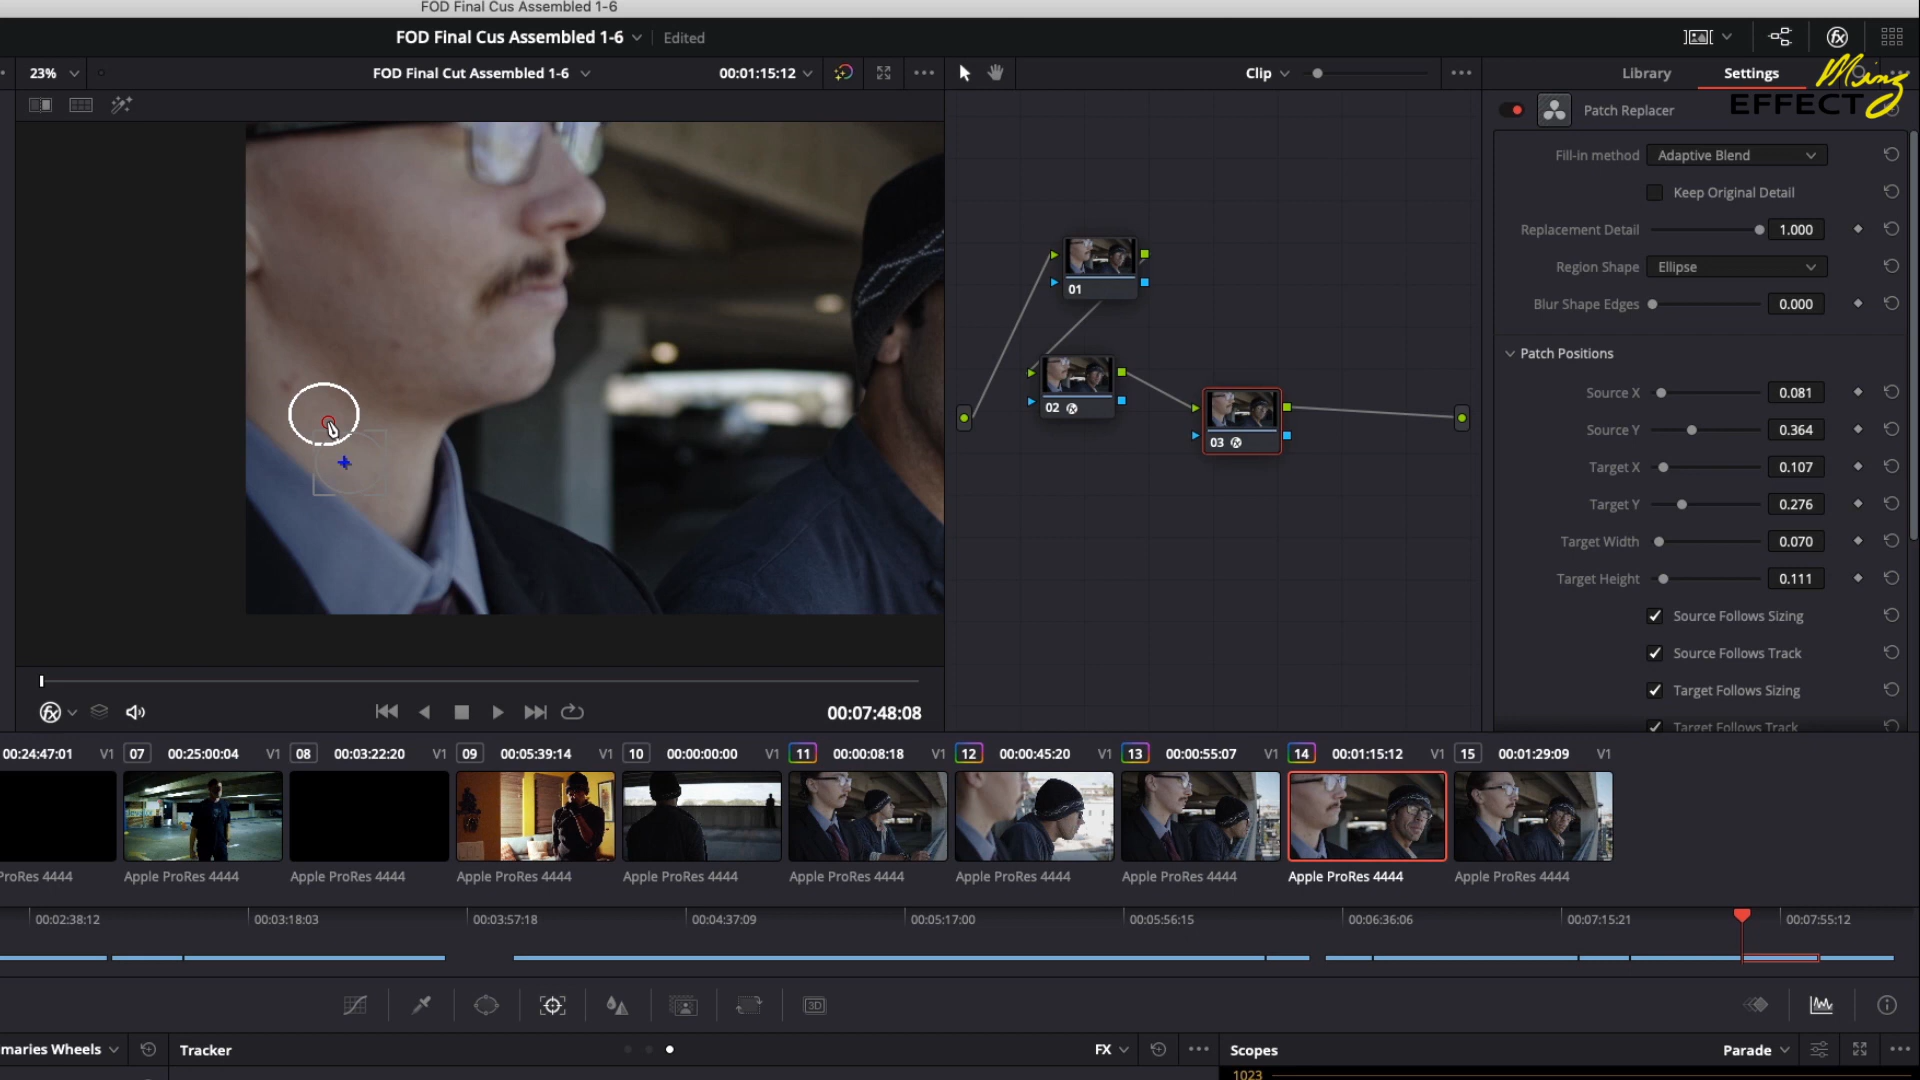 FOD Final Cus Assembled 1-6
FOD Final Cus Assembled 1-6
Edited
23%
FOD Final Cut Assembled 1-6
00:01:15:12
Clip
Library
Settings
Manz
EFFECT
Patch Replacer
Fill-in method
Adaptive Blend
Keep Original Detail
Replacement Detail
1.000
Region Shape
Ellipse
Blur Shape Edges
0.000
Patch Positions
Source X
0.081
Source Y
0.364
Target X
0.107
Target Y
0.276
Target Width
0.070
Target Height
0.111
Source Follows Sizing
Source Follows Track
Target Follows Sizing
Target Follows Track
01
02
03
00:07:48:08
00:24:47:01 V1
07 00:25:00:04 V1
08 00:03:22:20 V1
09 00:05:39:14 V1
10 00:00:00:00 V1
11 00:00:08:18 V1
12 00:00:45:20 V1
13 00:00:55:07 V1
14 00:01:15:12 V1
15 00:01:29:09 V1
ProRes 4444
Apple ProRes 4444
Apple ProRes 4444
Apple ProRes 4444
Apple ProRes 4444
Apple ProRes 4444
Apple ProRes 4444
Apple ProRes 4444
Apple ProRes 4444
Apple ProRes 4444
00:02:38:12
00:03:18:03
00:03:57:18
00:04:37:09
00:05:17:00
00:05:56:15
00:06:36:06
00:07:15:21
00:07:55:12
3D
maries Wheels
Tracker
FX
Scopes
Parade
1023